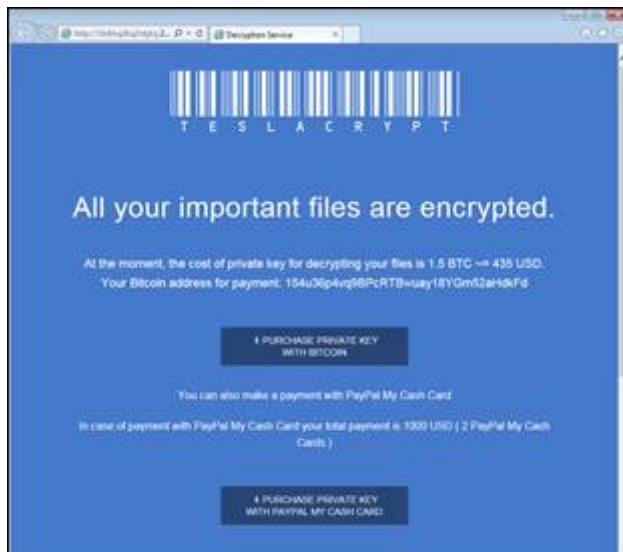 Decryption Service
TESLACRYPT
All your important files are encrypted.
At the moment, the cost of private key for decrypting your files is 1.5 BTC ~= 435 USD.
Your Bitcoin address for payment:
PURCHASE PRIVATE KEY
WITH BITCOIN
You can also make a payment with PayPal My Cash Card
In case of payment with PayPal My Cash Card your total payment is 1000 USD ( 2 PayPal My Cash
Cards )
PURCHASE PRIVATE KEY
WITH PAYPAL MY CASH CARD